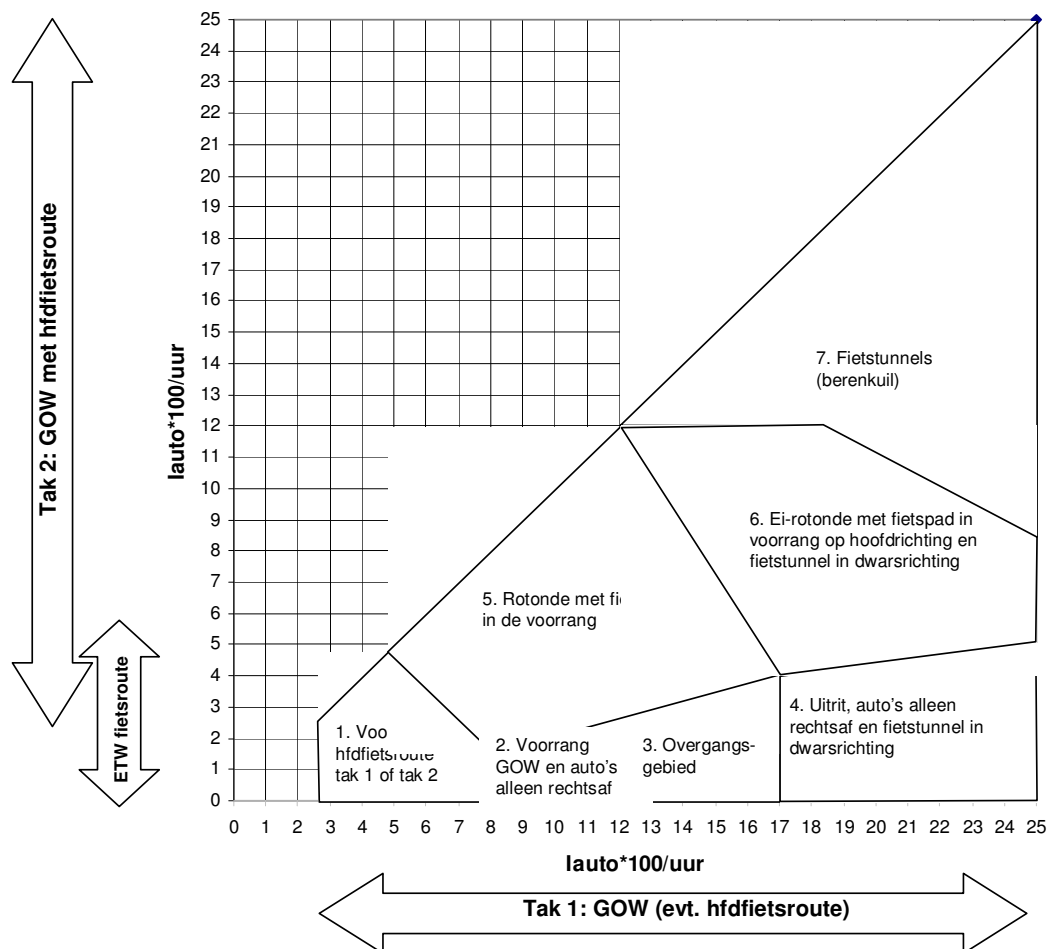 25
24
23
22
21
20
19
18
17
16
15
14
13
12
11
10
9
8
7
6
5
4
3
2
1
0
Iauto*100/uur
Tak 2: GOW met hfdfietsroute
ETW fietsroute
7. Fietstunnels
(berenkuil)
6. Ei-rotonde met fietspad in
voorrang op hoofdrichting en
fietstunnel in dwarsrichting
5. Rotonde met
in de voorrang
4. Uitrit, auto's alleen
rechtsaf en fietstunnel in
dwarsrichting
1. Voo
hfdfietsroute
tak 1 of tak 2
2. Voorrang
GOW en auto's
alleen rechtsaf
3. Overgangs-
gebied
0 1 2 3 4 5 6 7 8 9 10 11 12 13 14 15 16 17 18 19 20 21 22 23 24 25
Iauto*100/uur
Tak 1: GOW (evt. hfdfietsroute)